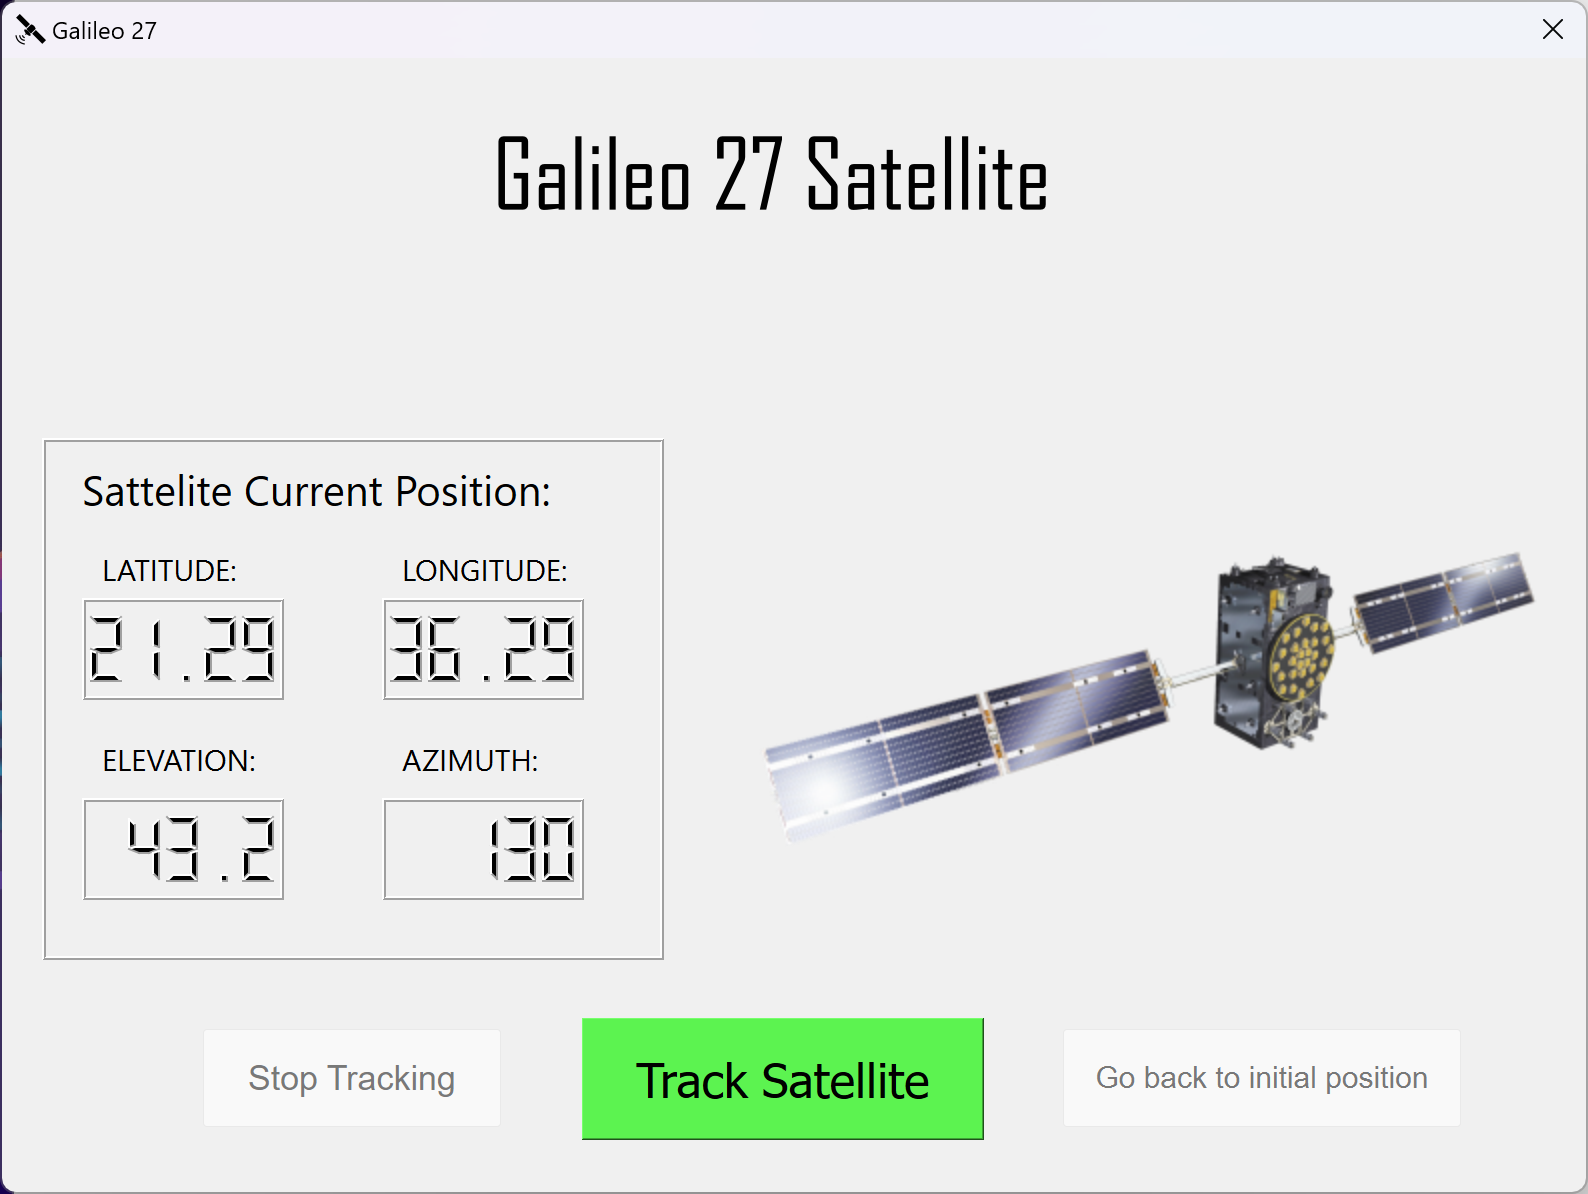 Galileo 27
Galileo 27 Satellite
Sattelite Current Position:
LATITUDE: LONGITUDE:
21.29 36.29
ELEVATION: AZIMUTH:
43.2 130
Stop Tracking Track Satellite Go back to initial position